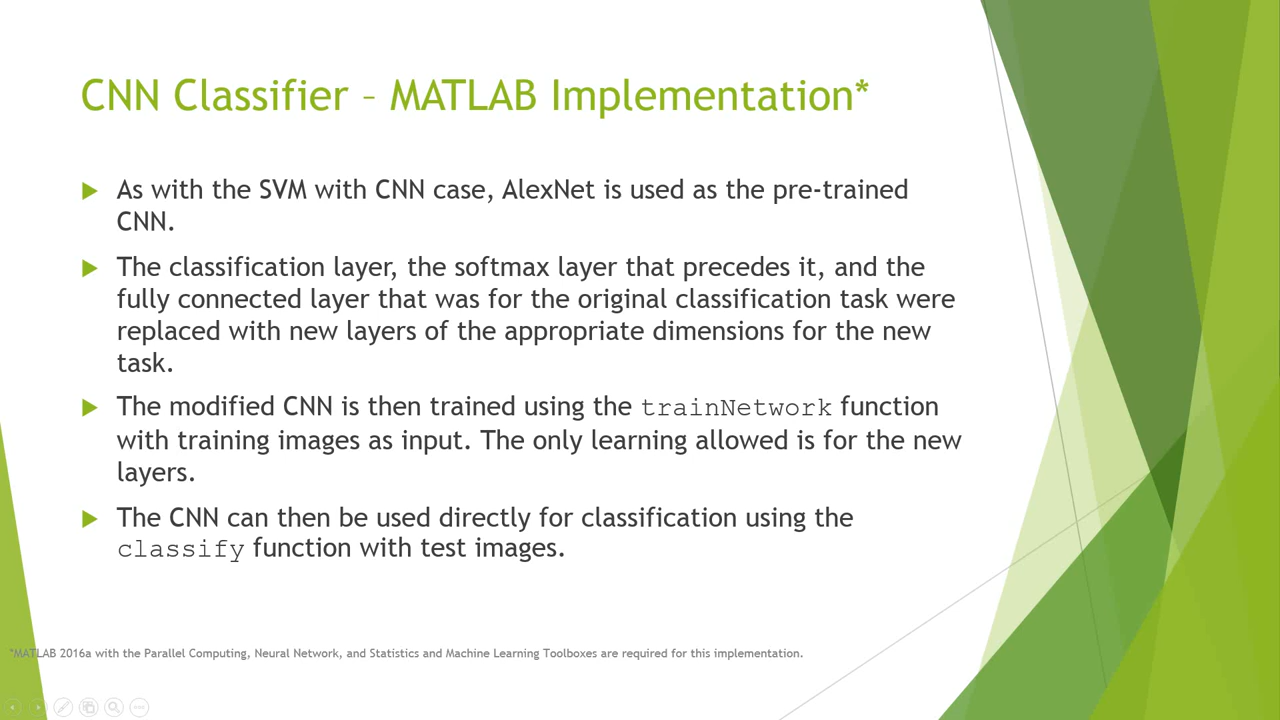 CNN Classifier – MATLAB Implementation*
As with the SVM with CNN case, AlexNet is used as the pre-trained
CNN.
The classification layer, the softmax layer that precedes it, and the
fully connected layer that was for the original classification task were
replaced with new layers of the appropriate dimensions for the new
task.
The modified CNN is then trained using the trainNetwork function
with training images as input. The only learning allowed is for the new
layers.
The CNN can then be used directly for classification using the
classify function with test images.
*MATLAB 2016a with the Parallel Computing, Neural Network, and Statistics and Machine Learning Toolboxes are required for this implementation.